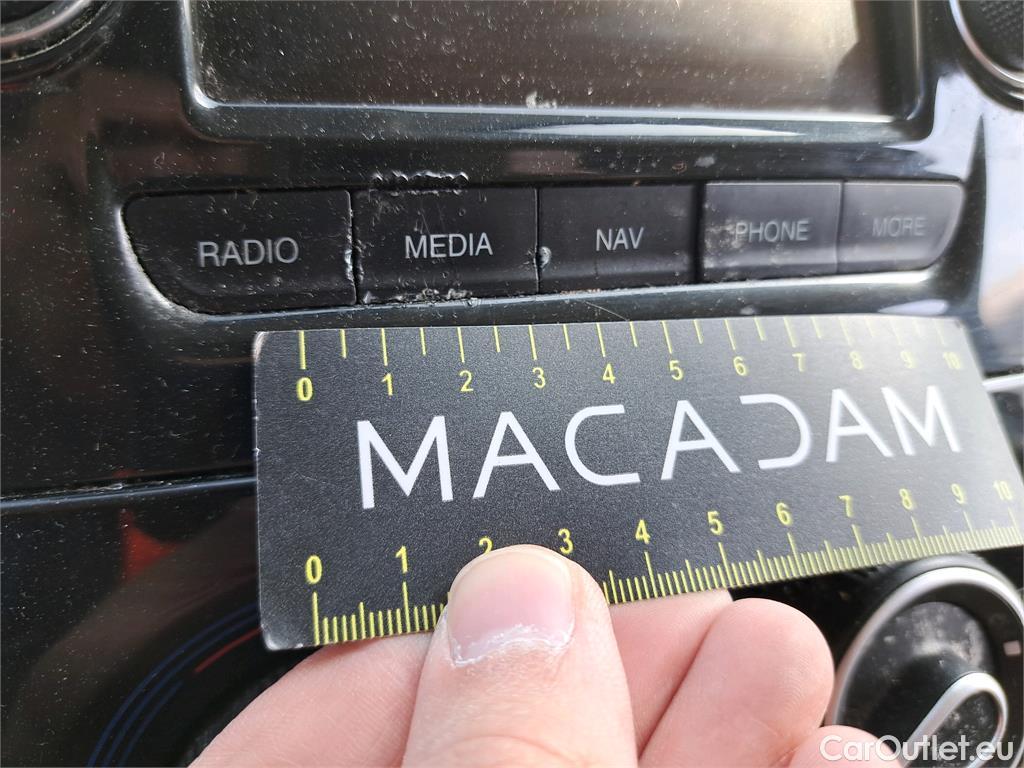 RADIO MEDIA NAV PHONE MORE
0 1 2 3 4 5 6 7 8 9 10
MACADAM
0 1 2 3 4 5 6 7 8 9 10
CarOutlet.eu